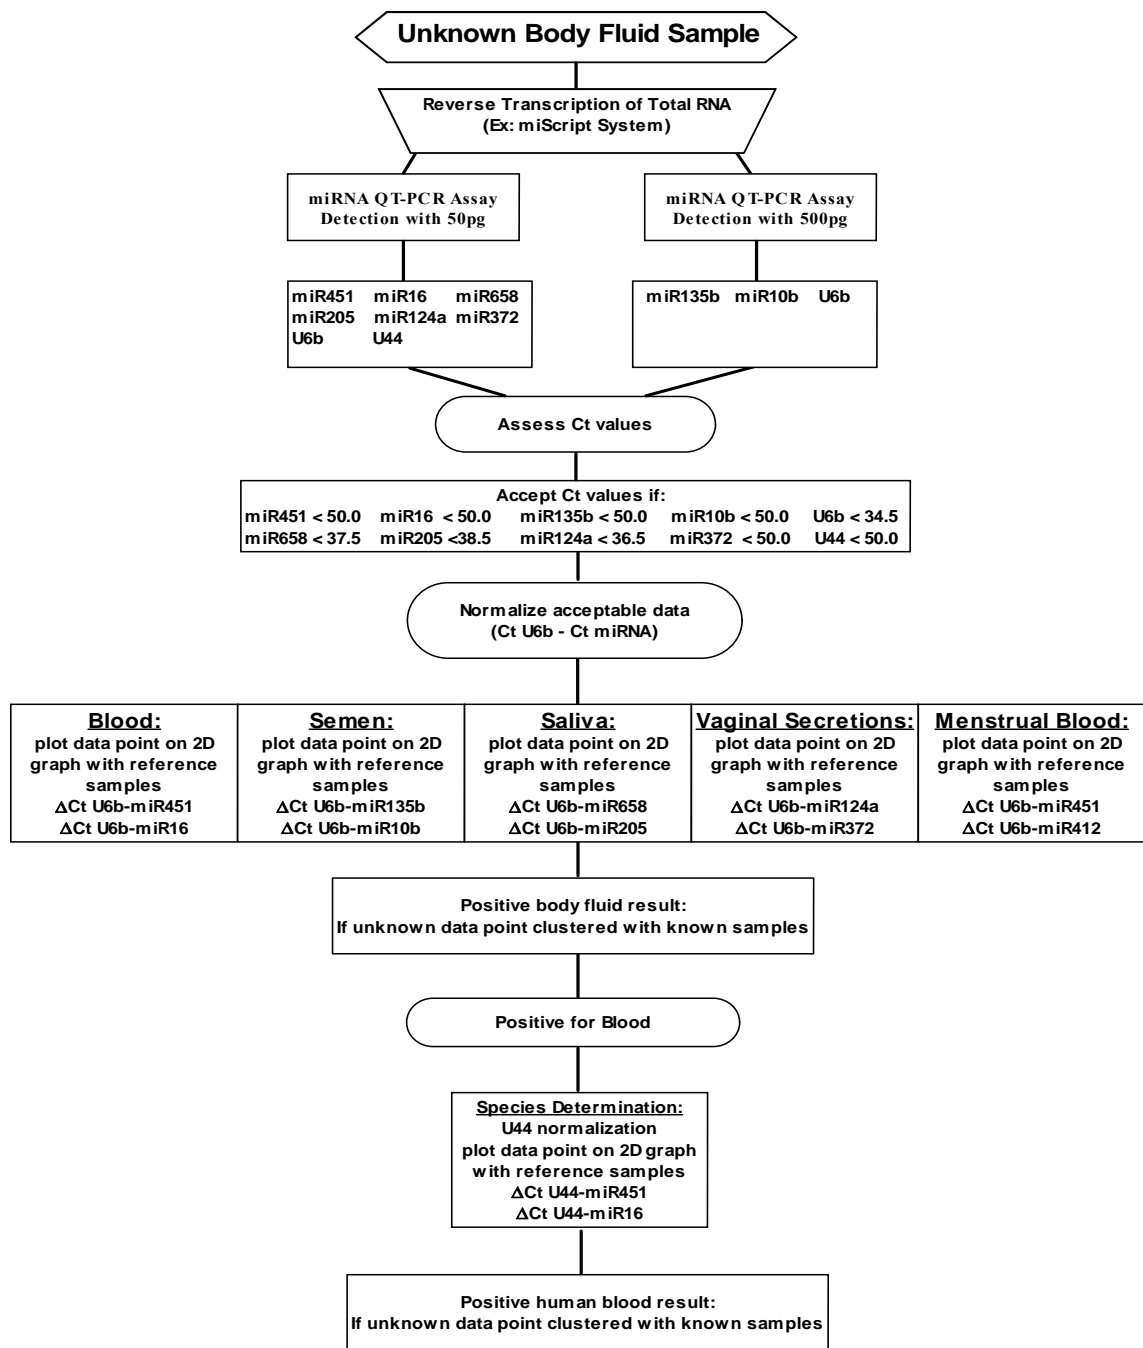 Unknown Body Fluid Sample
Reverse Transcription of Total RNA
(Ex: miScript System)
miRNA QT-PCR Assay
Detection with 50pg
miRNA QT-PCR Assay
Detection with 500pg
miR451 miR16 miR658
miR205 miR124a miR372
U6b U44
miR135b miR10b U6b
Assess Ct values
Accept Ct values if:
miR451 < 50.0 miR16 < 50.0 miR135b < 50.0 miR10b < 50.0 U6b < 34.5
miR658 < 37.5 miR205 <38.5 miR124a < 36.5 miR372 < 50.0 U44 < 50.0
Normalize acceptable data
(Ct U6b - Ct miRNA)
Blood:
plot data point on 2D
graph with reference
samples
ΔCt U6b-miR451
ΔCt U6b-miR16
Semen:
plot data point on 2D
graph with reference
samples
ΔCt U6b-miR135b
ΔCt U6b-miR10b
Saliva:
plot data point on 2D
graph with reference
samples
ΔCt U6b-miR658
ΔCt U6b-miR205
Vaginal Secretions:
plot data point on 2D
graph with reference
samples
ΔCt U6b-miR124a
ΔCt U6b-miR372
Menstrual Blood:
plot data point on 2D
graph with reference
samples
ΔCt U6b-miR451
ΔCt U6b-miR412
Positive body fluid result:
If unknown data point clustered with known samples
Positive for Blood
Species Determination:
U44 normalization
plot data point on 2D graph
with reference samples
ΔCt U44-miR451
ΔCt U44-miR16
Positive human blood result:
If unknown data point clustered with known samples